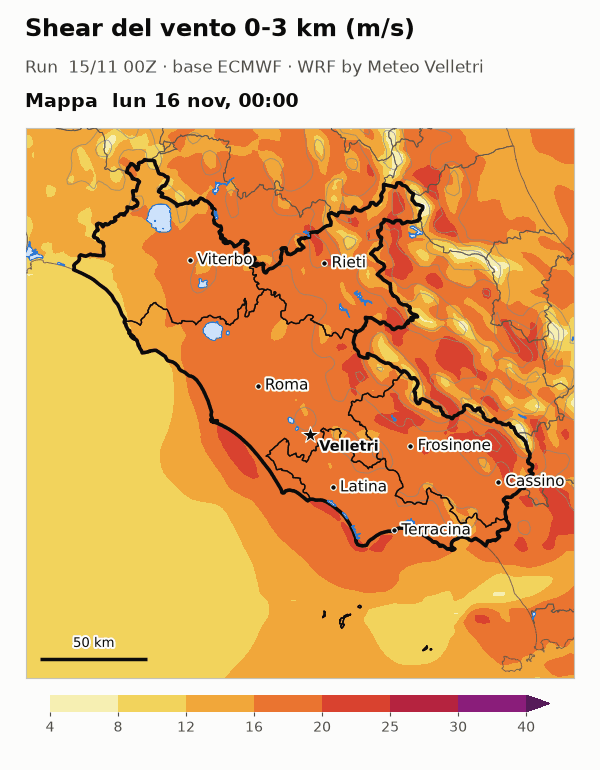 Shear del vento 0-3 km (m/s)
Run  15/11 00Z · base ECMWF · WRF by Meteo Velletri
Mappa  lun 16 nov, 00:00
Viterbo
Rieti
Roma
Velletri
Frosinone
Cassino
Latina
Terracina
50 km
4 8 12 16 20 25 30 40